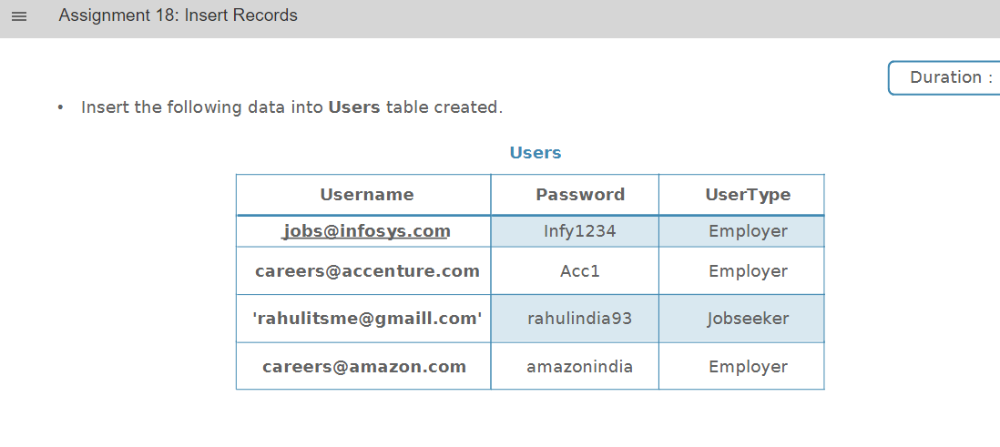 Assignment 18: Insert Records
Duration :
• Insert the following data into Users table created.
Users
Username Password UserType
jobs@infosys.com Infy1234 Employer
careers@accenture.com Acc1 Employer
'rahulitsme@gmaill.com' rahulindia93 Jobseeker
careers@amazon.com amazonindia Employer